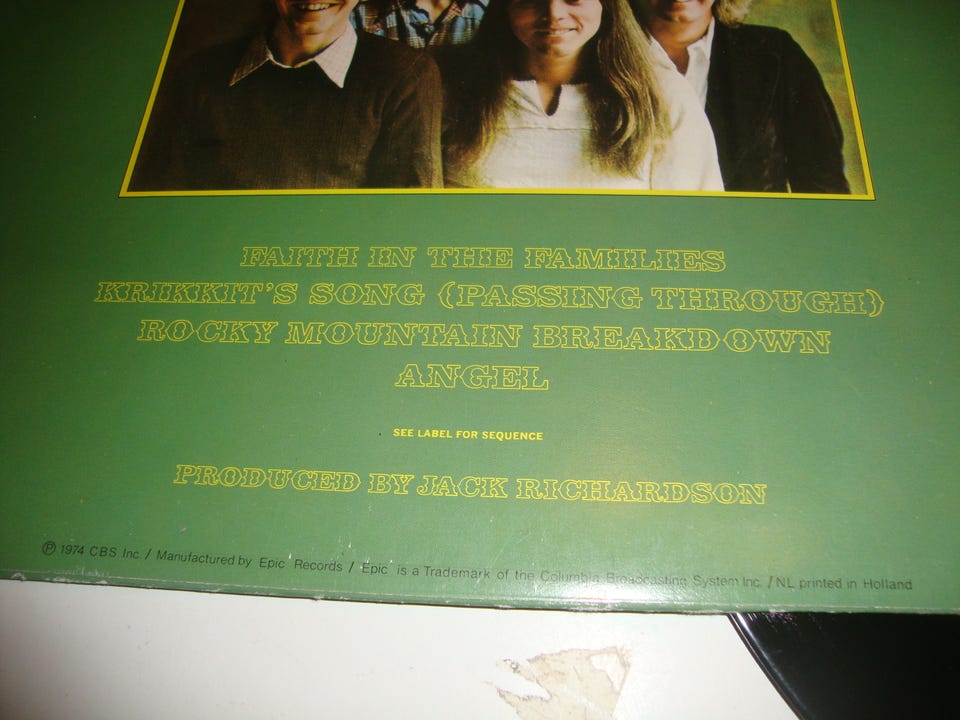 FAITH IN THE FAMILIES
KRIKKIT'S SONG (PASSING THROUGH)
ROCKY MOUNTAIN BREAKDOWN
ANGEL
SEE LABEL FOR SEQUENCE
PRODUCED BY JACK RICHARDSON
℗ 1974 CBS Inc. / Manufactured by Epic Records / Epic is a Trademark of the Columbia Broadcasting System Inc. / NL printed in Holland